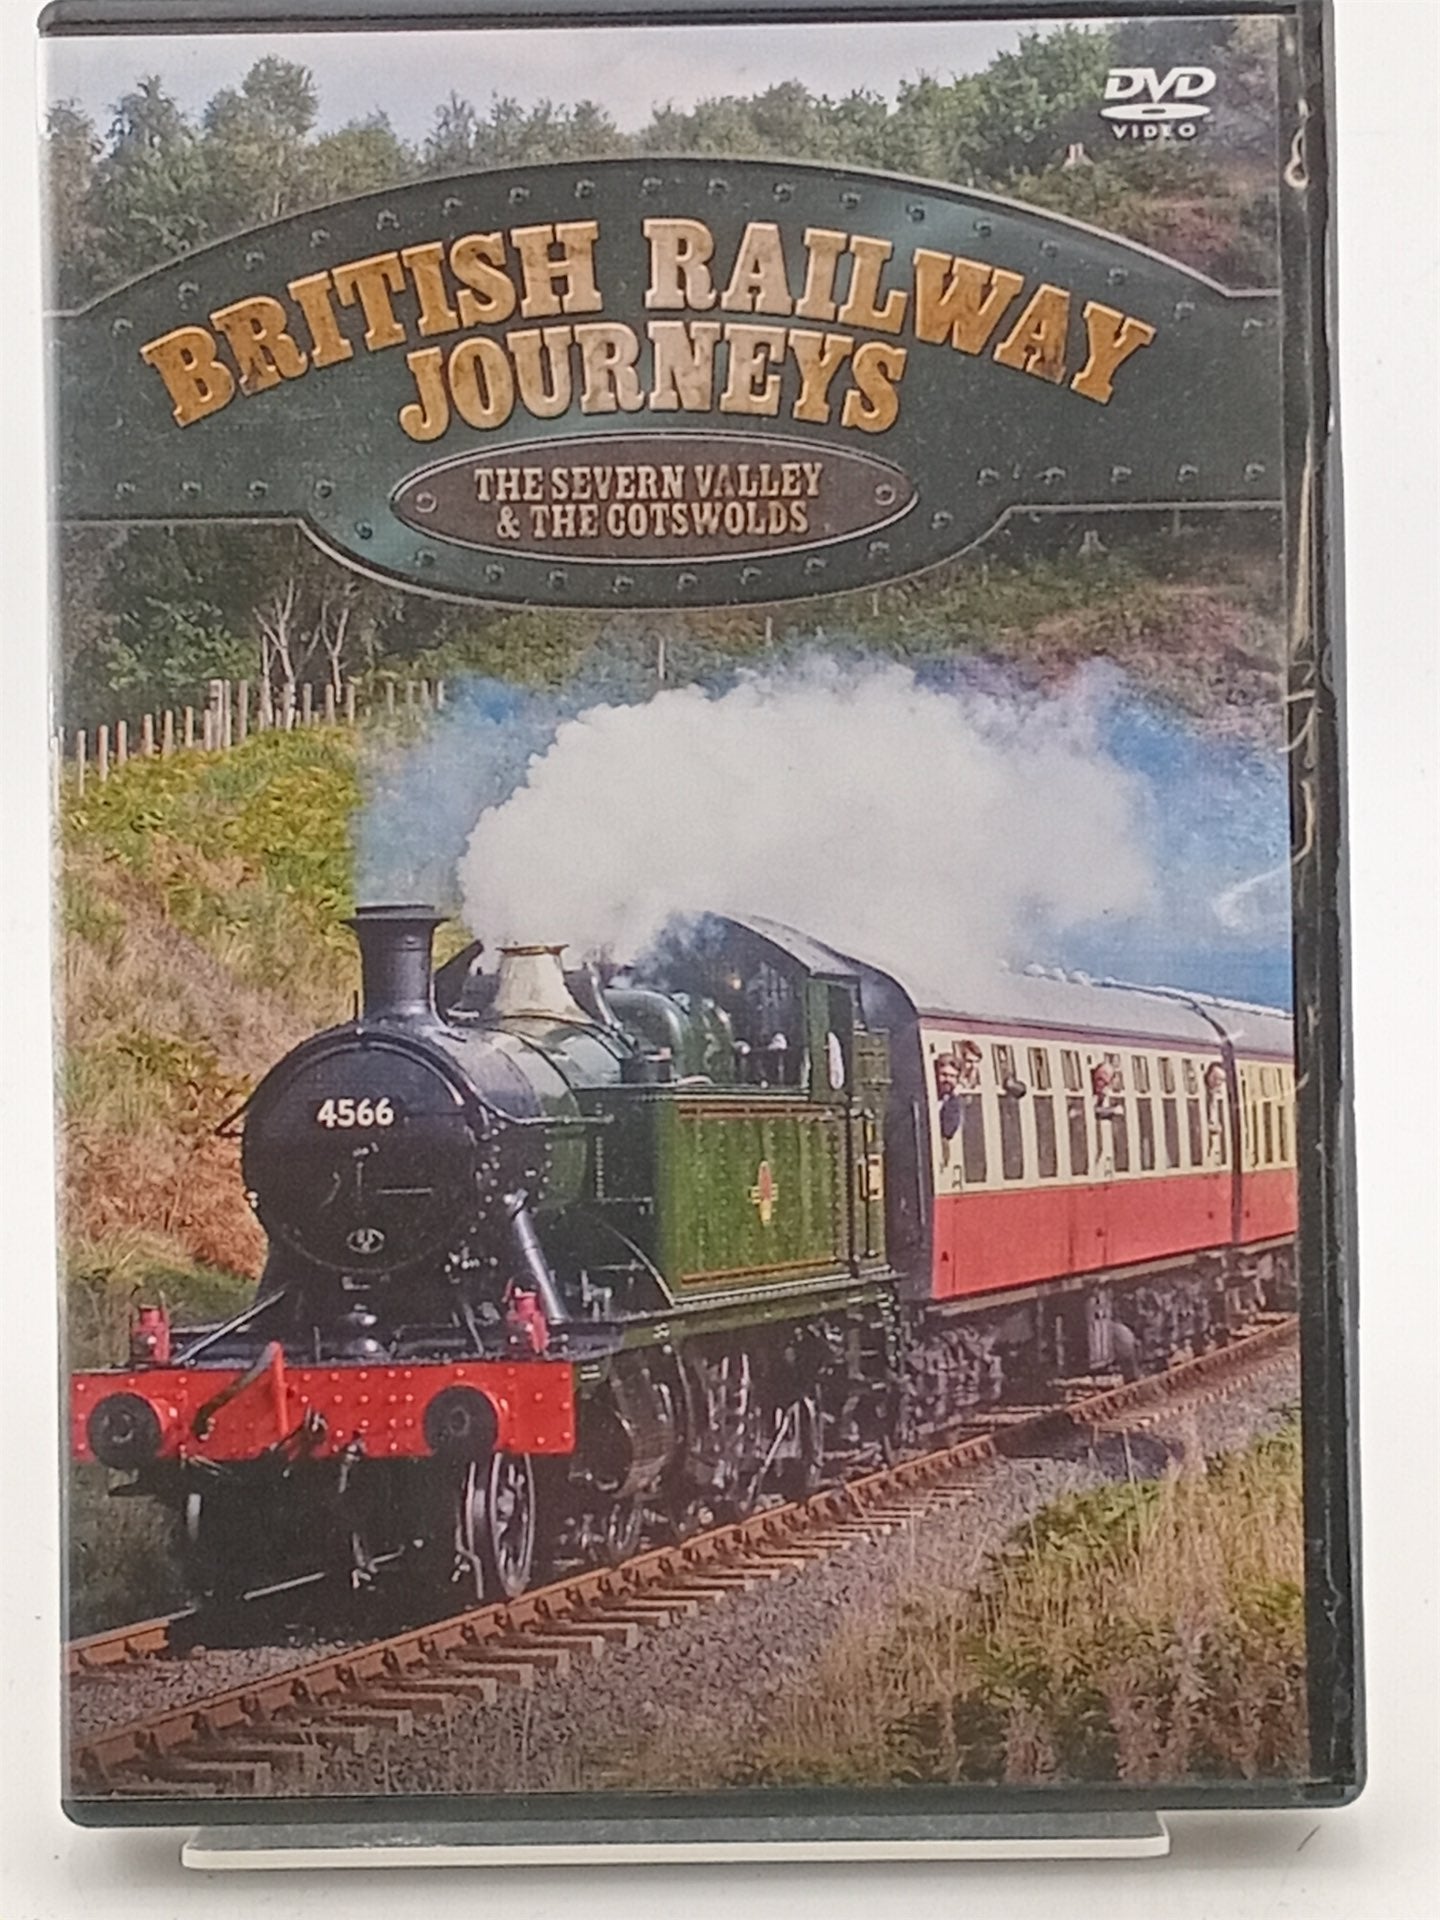 DVD
VIDEO
BRITISH RAILWAY
JOURNEYS
THE SEVERN VALLEY
& THE COTSWOLDS
4566